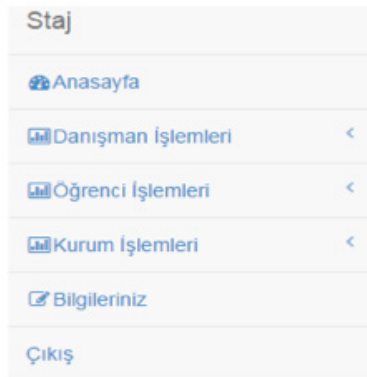 Staj
Anasayfa
Danışman İşlemleri
Öğrenci İşlemleri
Kurum İşlemleri
Bilgileriniz
Çıkış